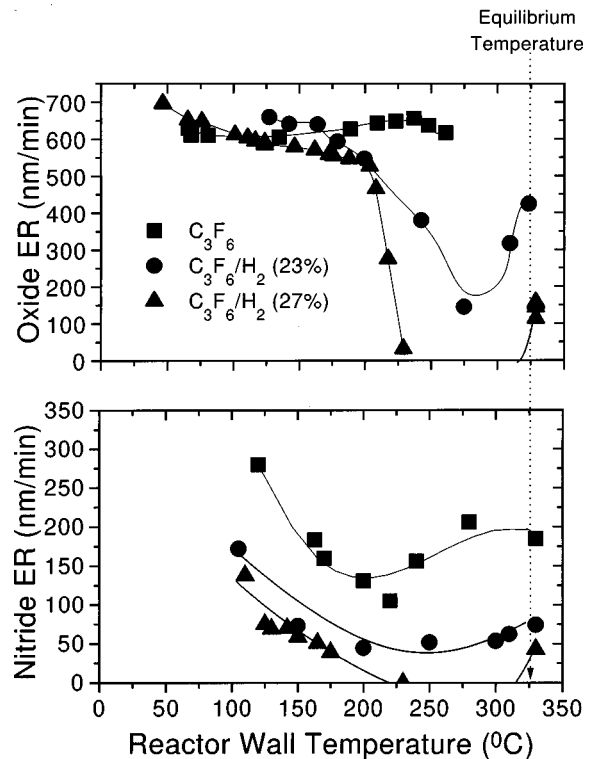 Equilibrium
Temperature
700
600
500
400
300
200
100
0
Oxide ER (nm/min)
C₃F₆
C₃F₆/H₂ (23%)
C₃F₆/H₂ (27%)
350
300
250
200
150
100
50
0
Nitride ER (nm/min)
0 50 100 150 200 250 300 350
Reactor Wall Temperature (⁰C)